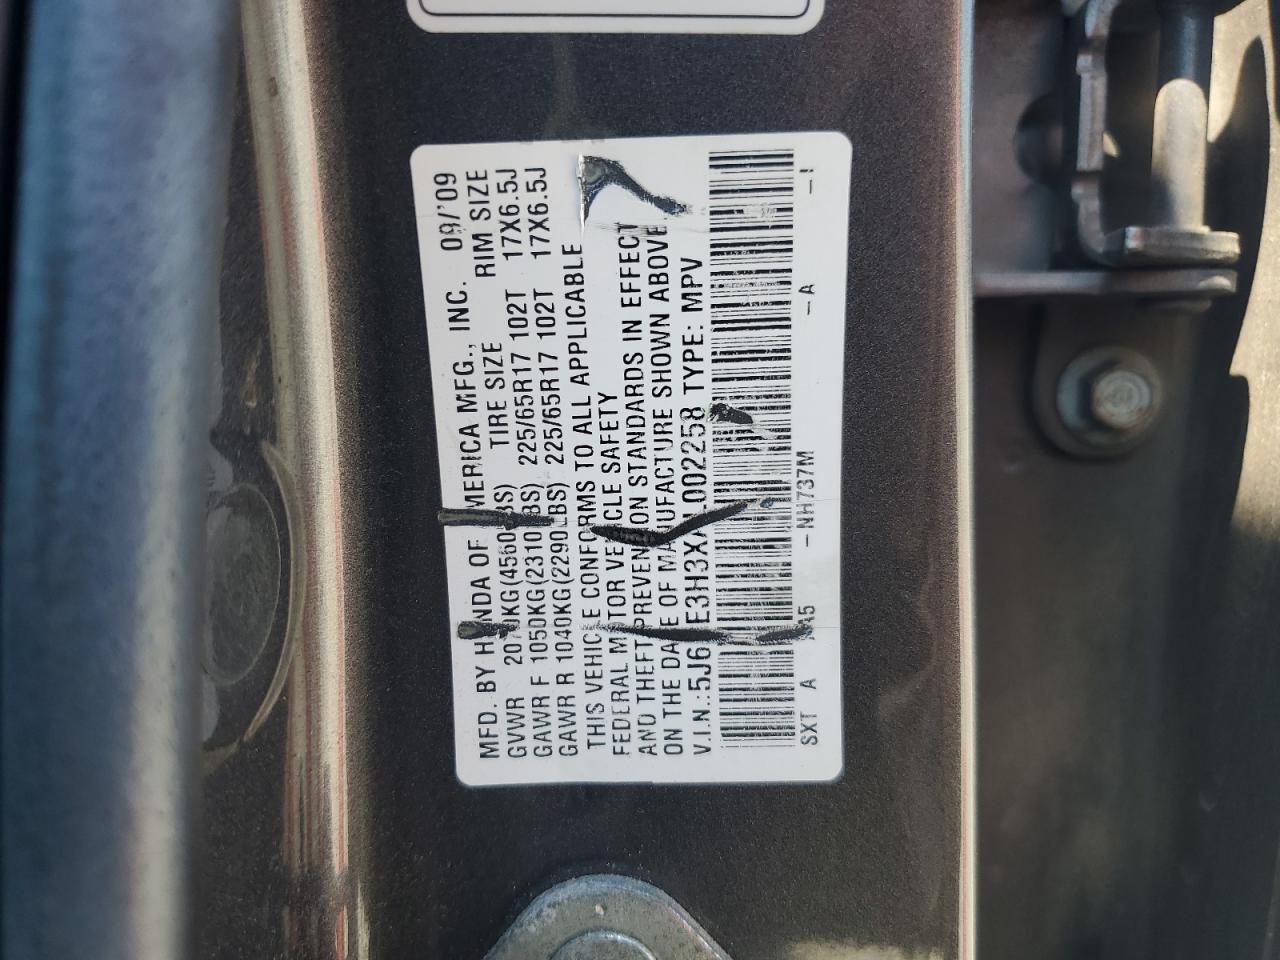 MFD. BY HONDA OF AMERICA MFG., INC. 09/'09
GVWR 2070KG(4560LBS) TIRE SIZE RIM SIZE
GAWR F 1050KG(2310LBS) 225/65R17 102T 17X6.5J
GAWR R 1040KG(2290LBS) 225/65R17 102T 17X6.5J
THIS VEHICLE CONFORMS TO ALL APPLICABLE
FEDERAL MOTOR VEHICLE SAFETY
AND THEFT PREVENTION STANDARDS IN EFFECT
ON THE DATE OF MANUFACTURE SHOWN ABOVE
V.I.N.: TYPE: MPV
SXT A -NH737M -A -I